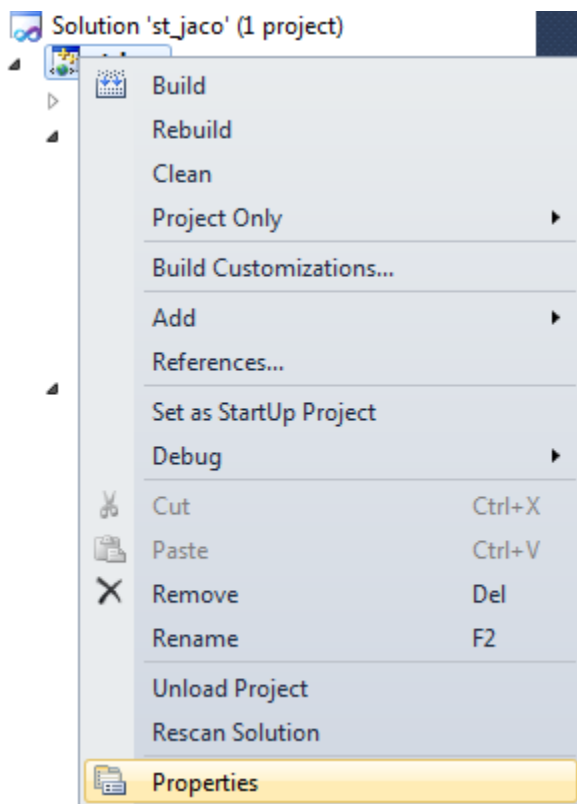 Solution 'st_jaco' (1 project)
Build
Rebuild
Clean
Project Only
Build Customizations...
Add
References...
Set as StartUp Project
Debug
Cut Ctrl+X
Paste Ctrl+V
Remove Del
Rename F2
Unload Project
Rescan Solution
Properties